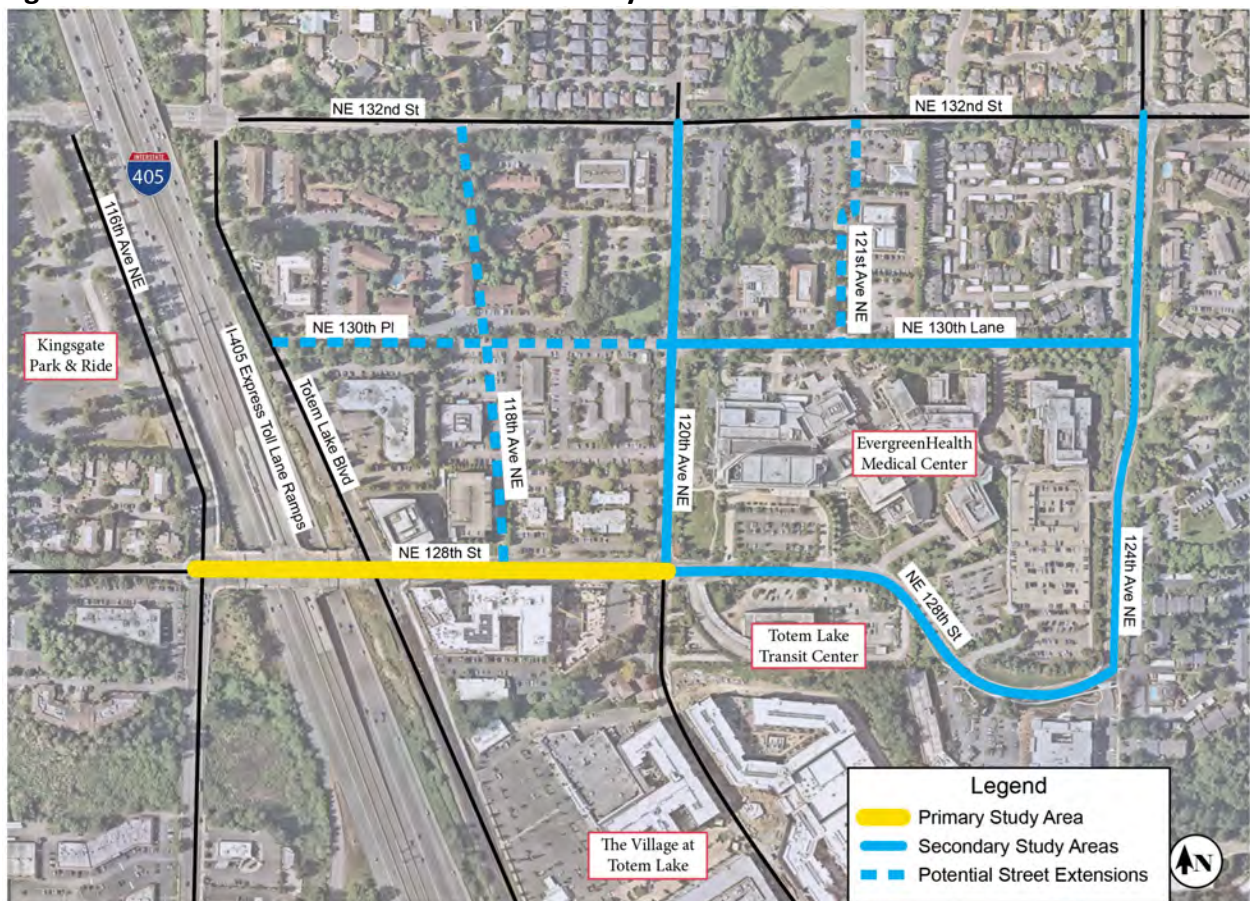 NE 132nd St
NE 132nd St
INTERSTATE
405
116th Ave NE
121st Ave NE
NE 130th Pl
NE 130th Lane
Kingsgate
Park & Ride
I-405 Express Toll Lane Ramps
Totem Lake Blvd
118th Ave NE
120th Ave NE
EvergreenHealth
Medical Center
124th Ave NE
NE 128th St
NE 128th St
Totem Lake
Transit Center
The Village at
Totem Lake
Legend
Primary Study Area
Secondary Study Areas
Potential Street Extensions
N